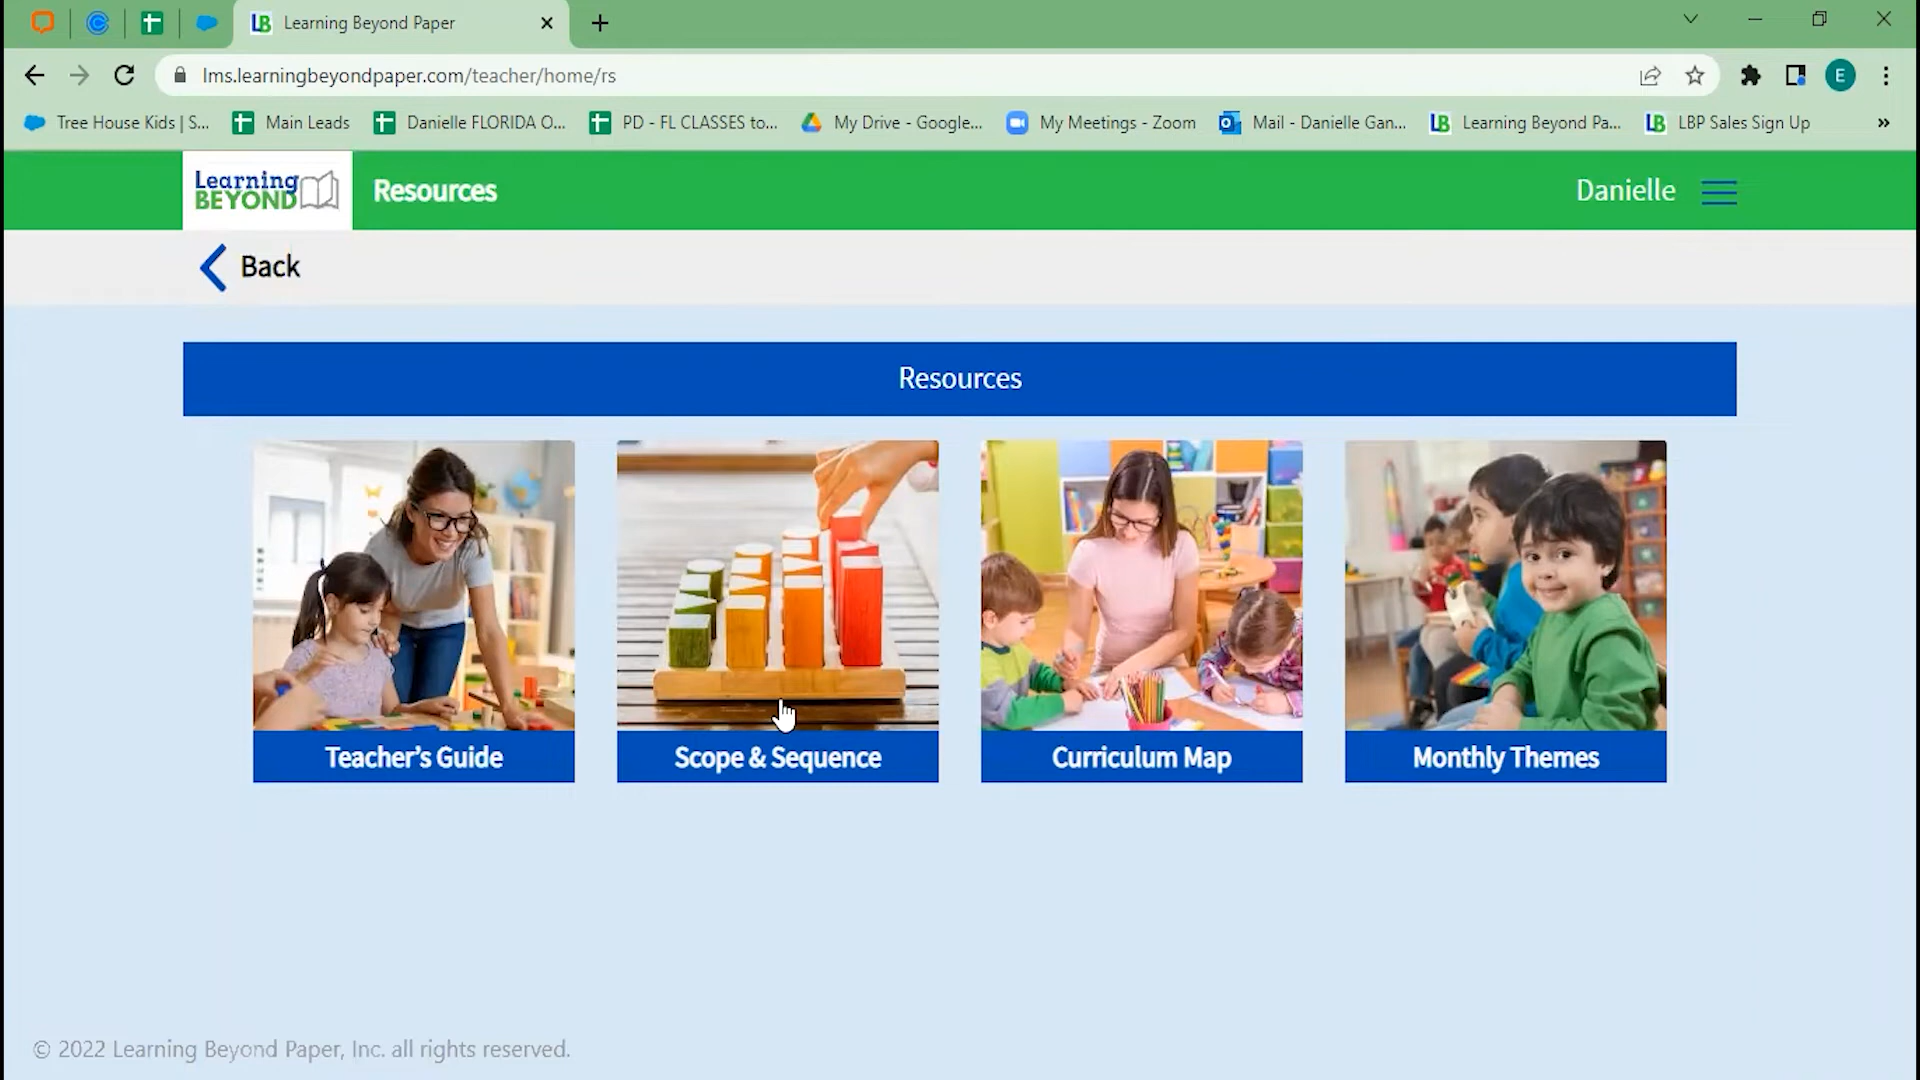 Learning Beyond Paper
lms.learningbeyondpaper.com/teacher/home/rs
E
Tree House Kids | S...
Main Leads
Danielle FLORIDA O...
PD - FL CLASSES to...
My Drive - Google...
My Meetings - Zoom
Mail - Danielle Gan...
Learning Beyond Pa...
LBP Sales Sign Up
»
Learning
BEYOND
Resources
Danielle
Back
Resources
Teacher's Guide
Scope & Sequence
Curriculum Map
Monthly Themes
© 2022 Learning Beyond Paper, Inc. all rights reserved.